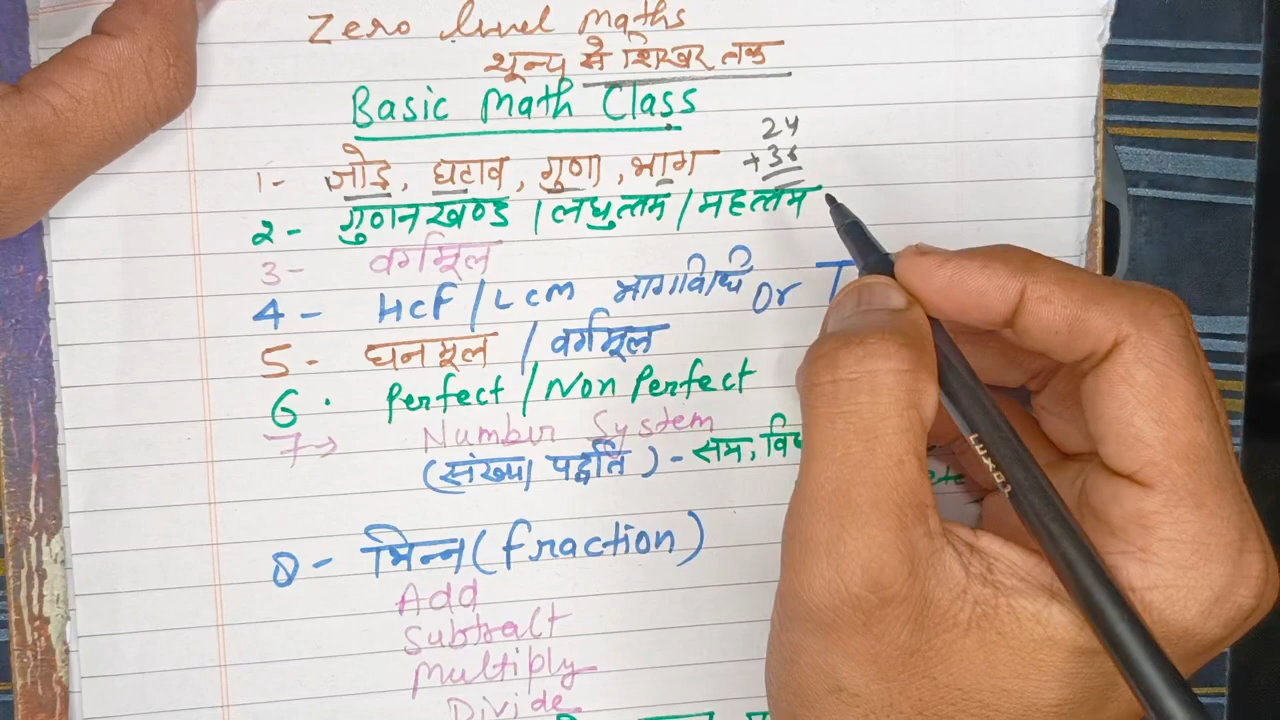 Zero level maths
शून्य से शिखर तक
Basic Math Class
1- जोड़, घटाव, गुणा, भाग
24
+36
2- गुणनखण्ड / लघुत्तम / महत्तम
3- वर्गमूल
4- HCF / LCM भागविधि or
5- घनमूल / वर्गमूल
6. Perfect / Non Perfect
7→ Number System
(संख्या पद्धति) - सम,
8- भिन्न (fraction)
Add
Subtract
Multiply
Divide
LUXOR